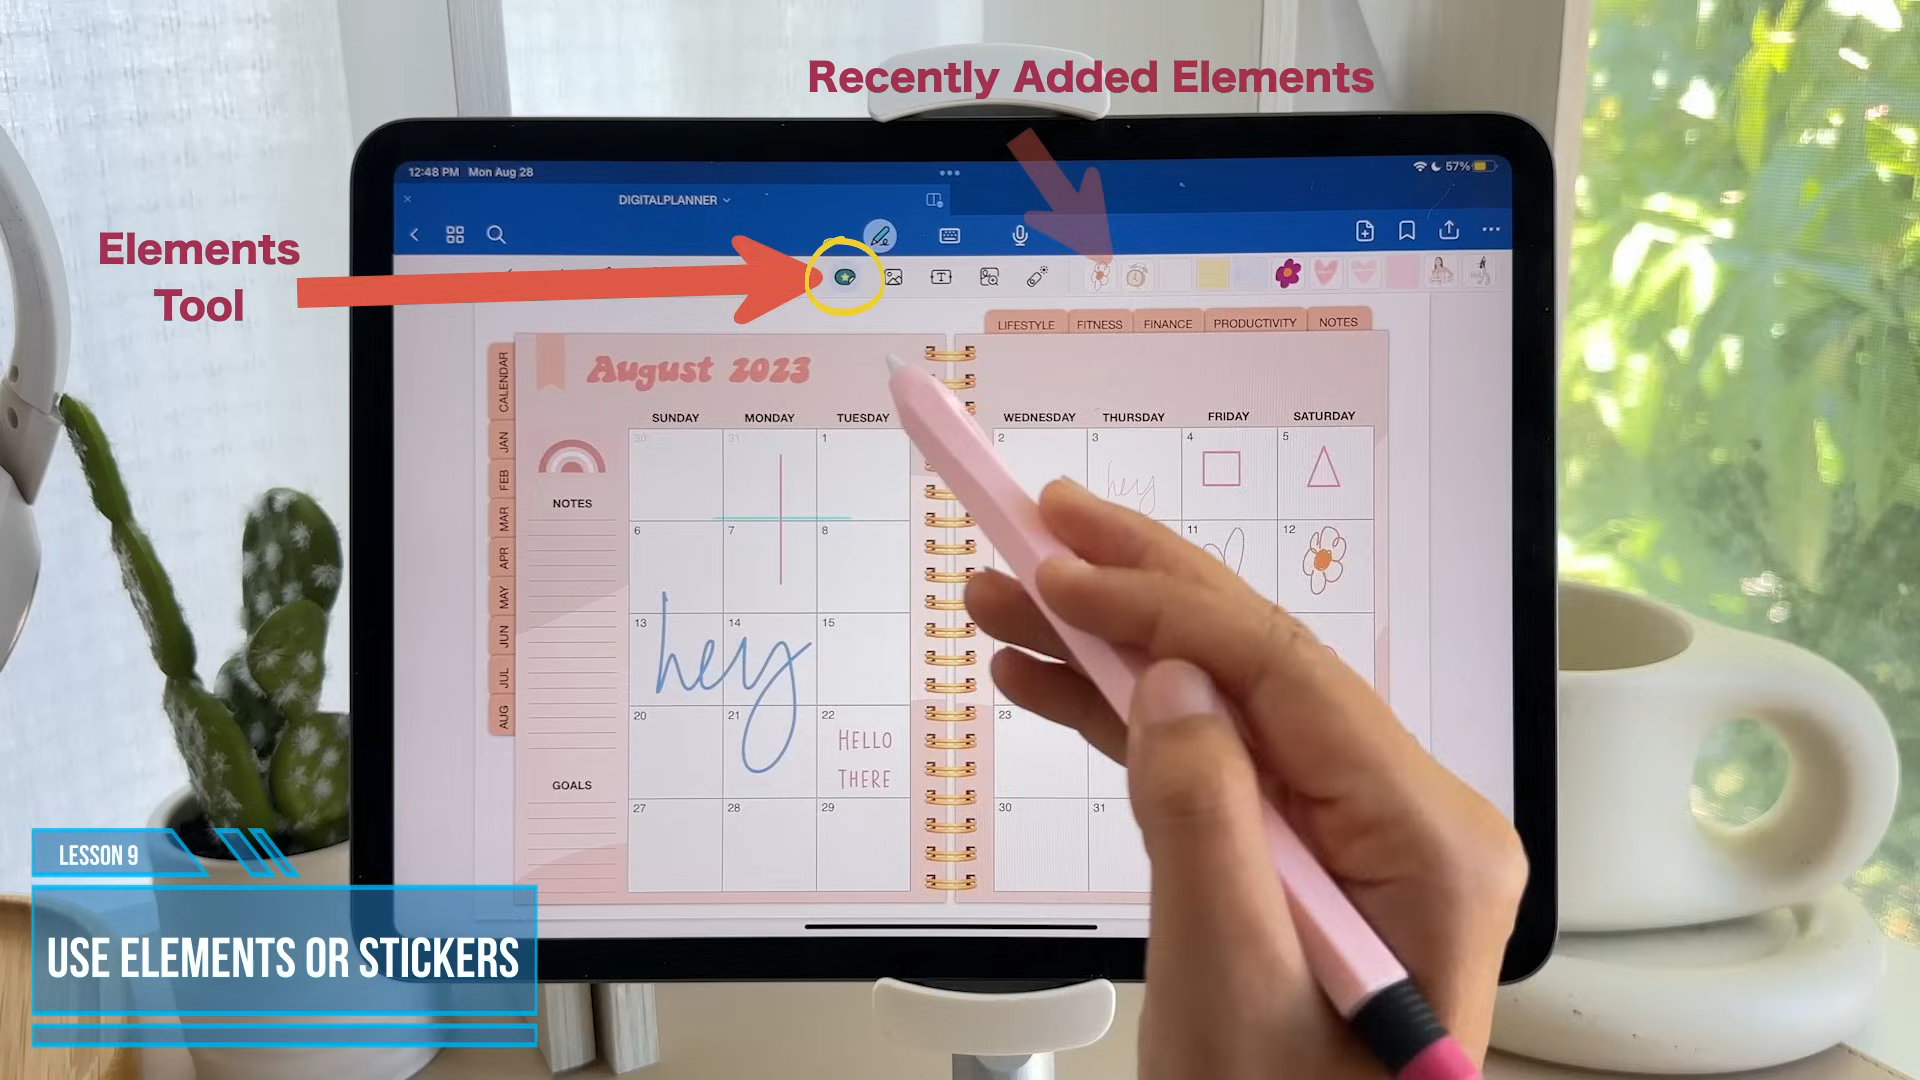 Recently Added Elements
12:48 PM Mon Aug 28
57%
DIGITALPLANNER
Elements
Tool
LIFESTYLE FITNESS FINANCE PRODUCTIVITY NOTES
August 2023
CALENDAR
JAN
FEB
MAR
APR
MAY
JUN
JUL
AUG
SUNDAY MONDAY TUESDAY WEDNESDAY THURSDAY FRIDAY SATURDAY
30 31 1 2 3 4 5
hey
NOTES
6 7 8 11 12
13 14 15
hey
20 21 22 23
HELLO
THERE
GOALS
27 28 29 30 31
LESSON 9
USE ELEMENTS OR STICKERS